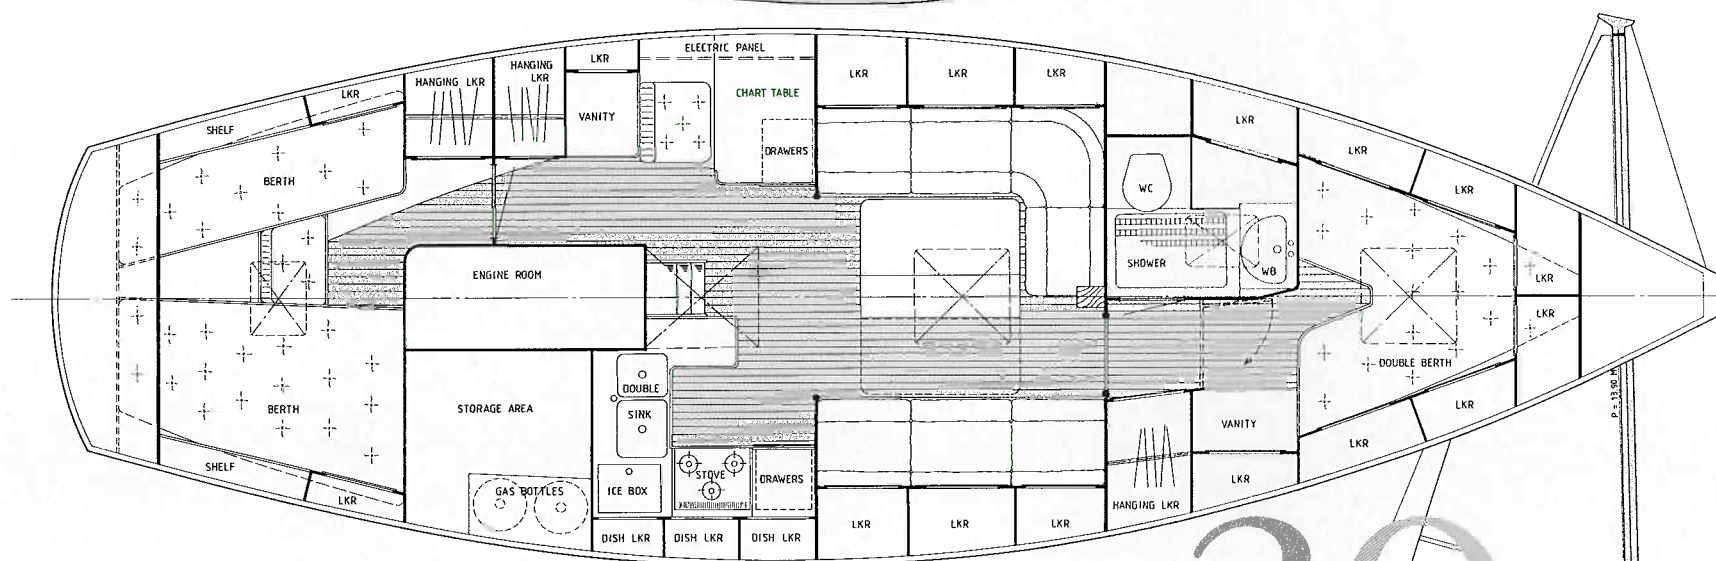 ELECTRIC PANEL
LKR
HANGING
LKR
HANGING LKR
LKR
SHELF
BERTH
VANITY
CHART TABLE
DRAWERS
LKR
LKR
LKR
LKR
LKR
LKR
WC
SHOWER
WB
LKR
LKR
ENGINE ROOM
DOUBLE BERTH
BERTH
STORAGE AREA
DOUBLE
SINK
SHELF
LKR
GAS BOTTLES
ICE BOX
STOVE
DRAWERS
DISH LKR
DISH LKR
DISH LKR
LKR
LKR
LKR
HANGING LKR
VANITY
LKR
LKR
LKR
P = 13.90 M